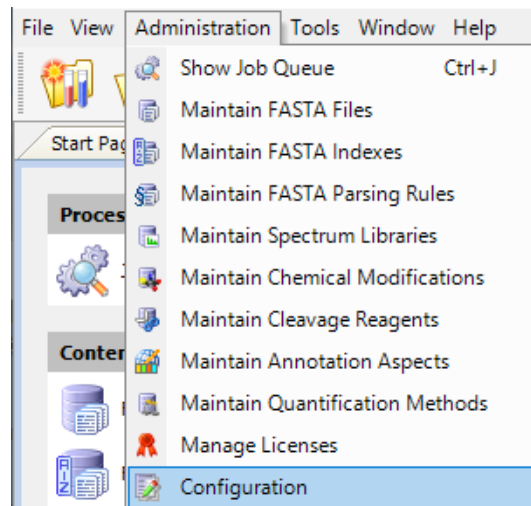 File View Administration Tools Window Help
Show Job Queue Ctrl+J
Maintain FASTA Files
Start Pag
Maintain FASTA Indexes
Maintain FASTA Parsing Rules
Proces
Maintain Spectrum Libraries
Maintain Chemical Modifications
Maintain Cleavage Reagents
Conter
Maintain Annotation Aspects
Maintain Quantification Methods
Manage Licenses
Configuration